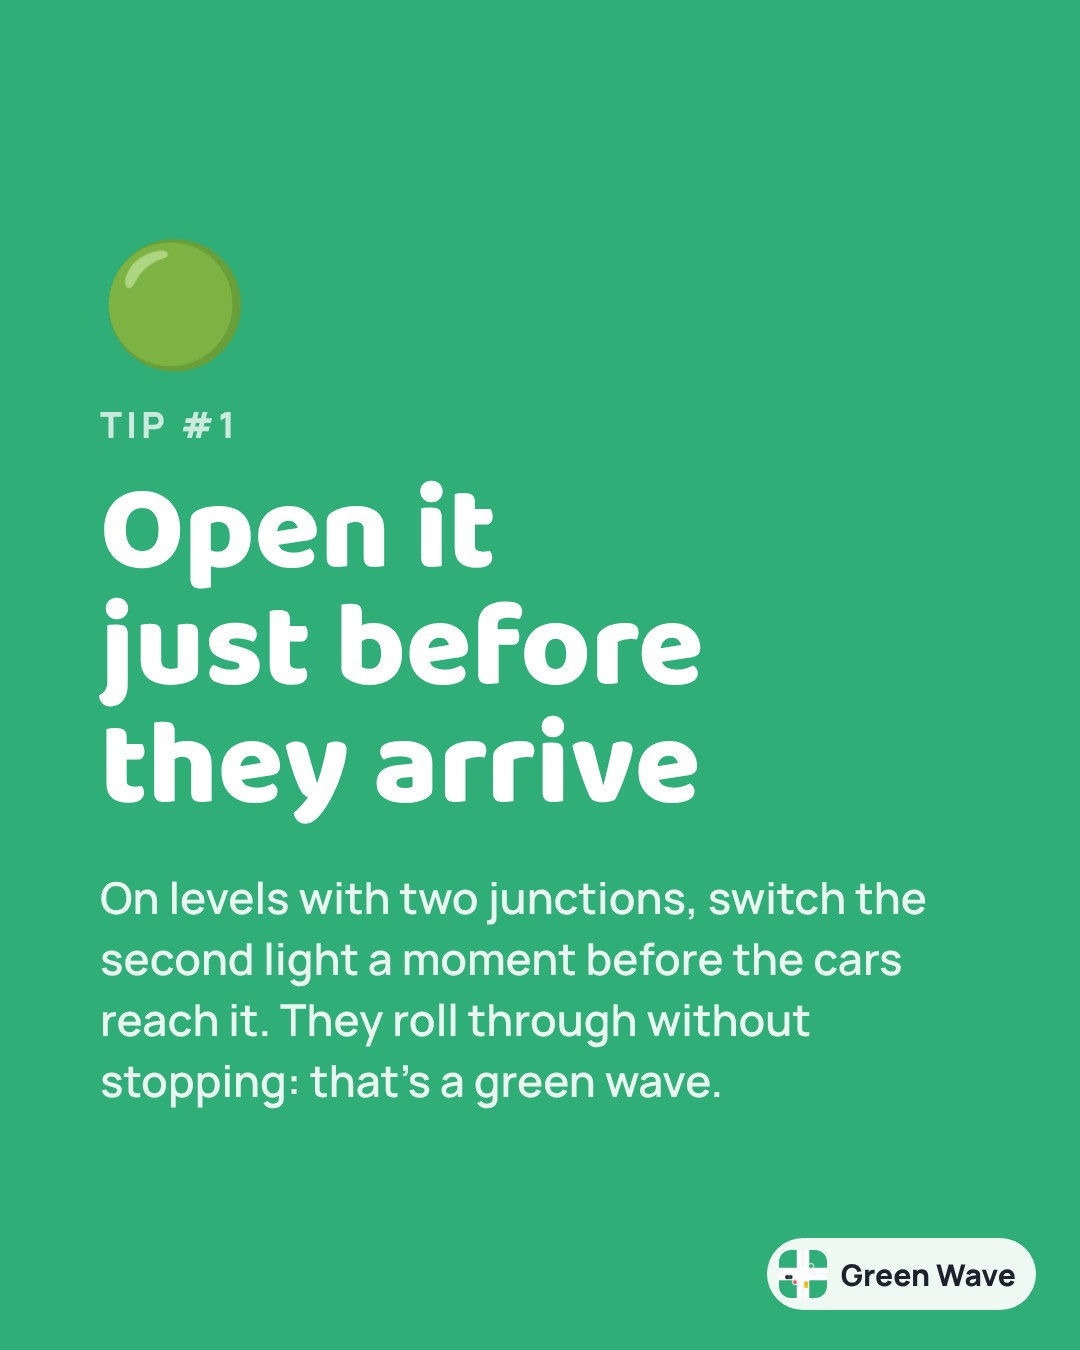 TIP #1
Open it
just before
they arrive
On levels with two junctions, switch the
second light a moment before the cars
reach it. They roll through without
stopping: that’s a green wave.
Green Wave